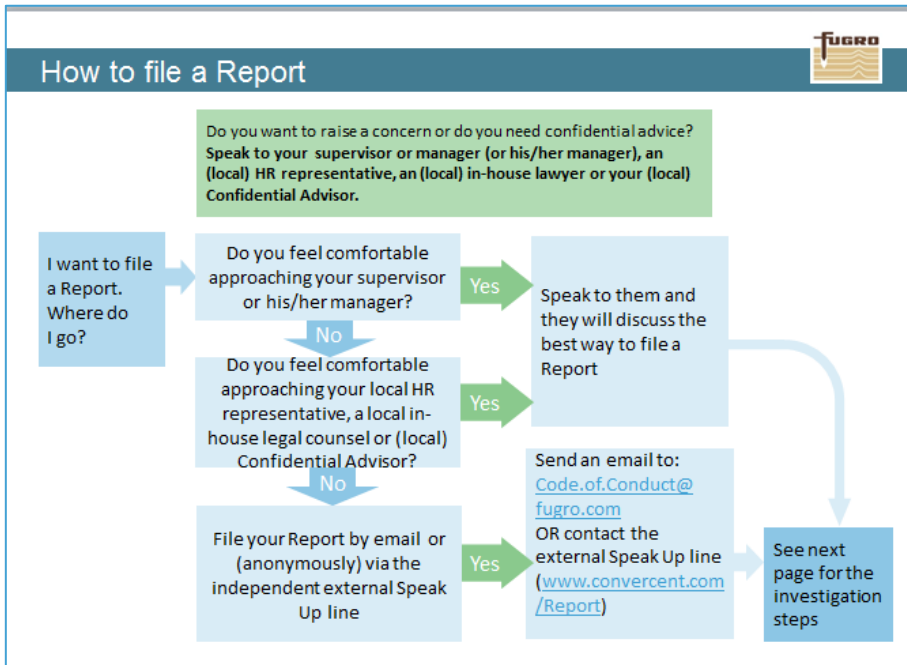 FUGRO
How to file a Report
Do you want to raise a concern or do you need confidential advice?
Speak to your supervisor or manager (or his/her manager), an
(local) HR representative, an (local) in-house lawyer or your (local)
Confidential Advisor.
I want to file
a Report.
Where do
I go?
Do you feel comfortable
approaching your supervisor
or his/her manager?
Yes
Speak to them and
they will discuss the
best way to file a
Report
No
Do you feel comfortable
approaching your local HR
representative, a local in-
house legal counsel or (local)
Confidential Advisor?
Yes
No
File your Report by email or
(anonymously) via the
independent external Speak
Up line
Yes
Send an email to:
Code.of.Conduct@
fugro.com
OR contact the
external Speak Up line
(www.convercent.com
/Report)
See next
page for the
investigation
steps